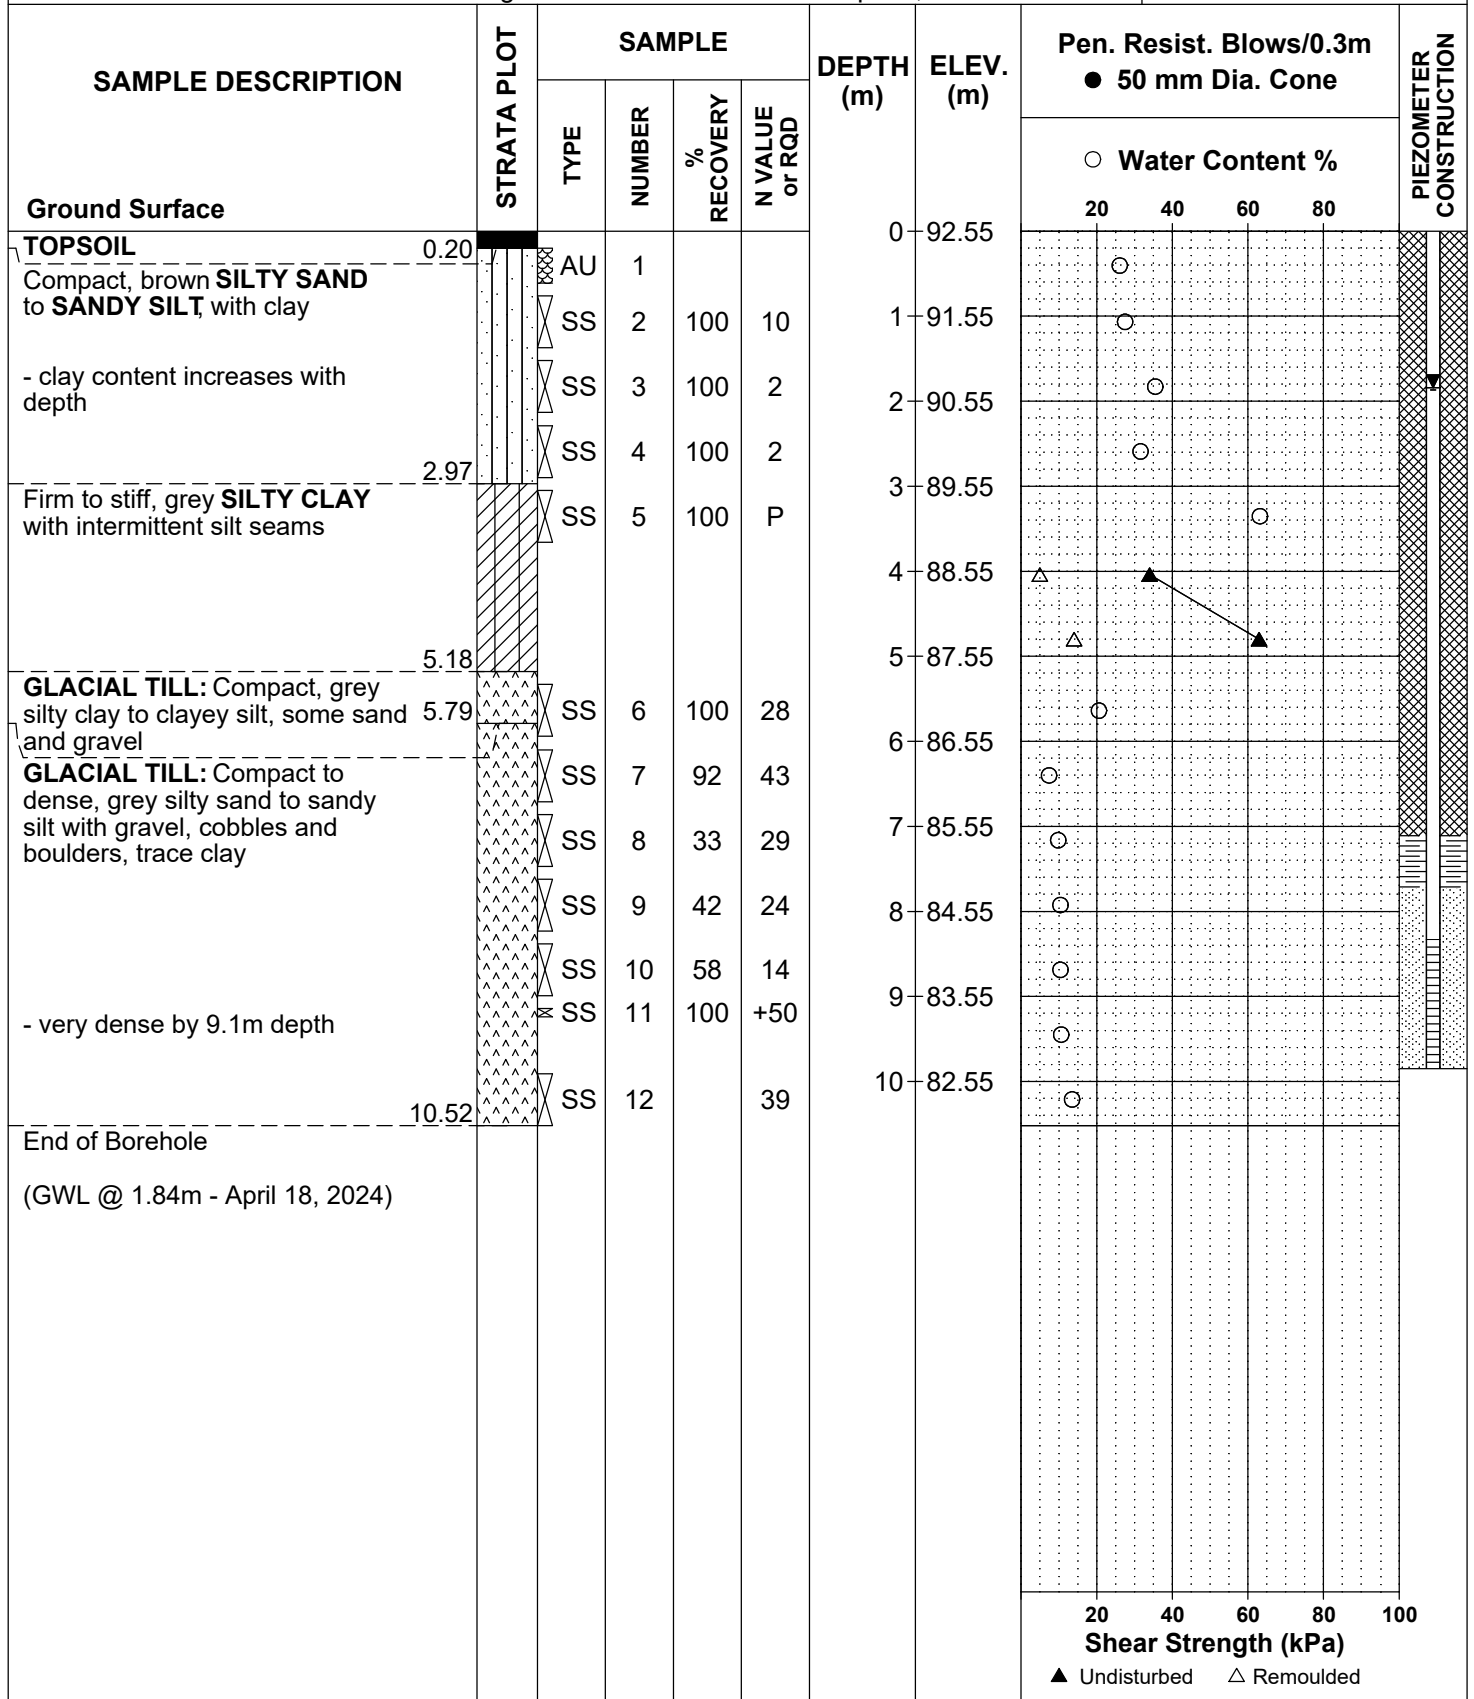 SAMPLE DESCRIPTION
STRATA PLOT
SAMPLE
TYPE
NUMBER
% RECOVERY
N VALUE or RQD
DEPTH (m)
ELEV. (m)
Pen. Resist. Blows/0.3m
● 50 mm Dia. Cone
○ Water Content %
PIEZOMETER CONSTRUCTION
Ground Surface
20 40 60 80
0 92.55
TOPSOIL 0.20
Compact, brown SILTY SAND
to SANDY SILT, with clay
AU 1
SS 2 100 10
1 91.55
- clay content increases with
depth
SS 3 100 2
2 90.55
SS 4 100 2
2.97
3 89.55
Firm to stiff, grey SILTY CLAY
with intermittent silt seams
SS 5 100 P
4 88.55
5 87.55
5.18
GLACIAL TILL: Compact, grey
silty clay to clayey silt, some sand 5.79
and gravel
SS 6 100 28
6 86.55
GLACIAL TILL: Compact to
dense, grey silty sand to sandy
silt with gravel, cobbles and
boulders, trace clay
SS 7 92 43
7 85.55
SS 8 33 29
SS 9 42 24
8 84.55
SS 10 58 14
9 83.55
SS 11 100 +50
- very dense by 9.1m depth
10 82.55
SS 12 39
10.52
End of Borehole
(GWL @ 1.84m - April 18, 2024)
20 40 60 80 100
Shear Strength (kPa)
▲ Undisturbed △ Remoulded